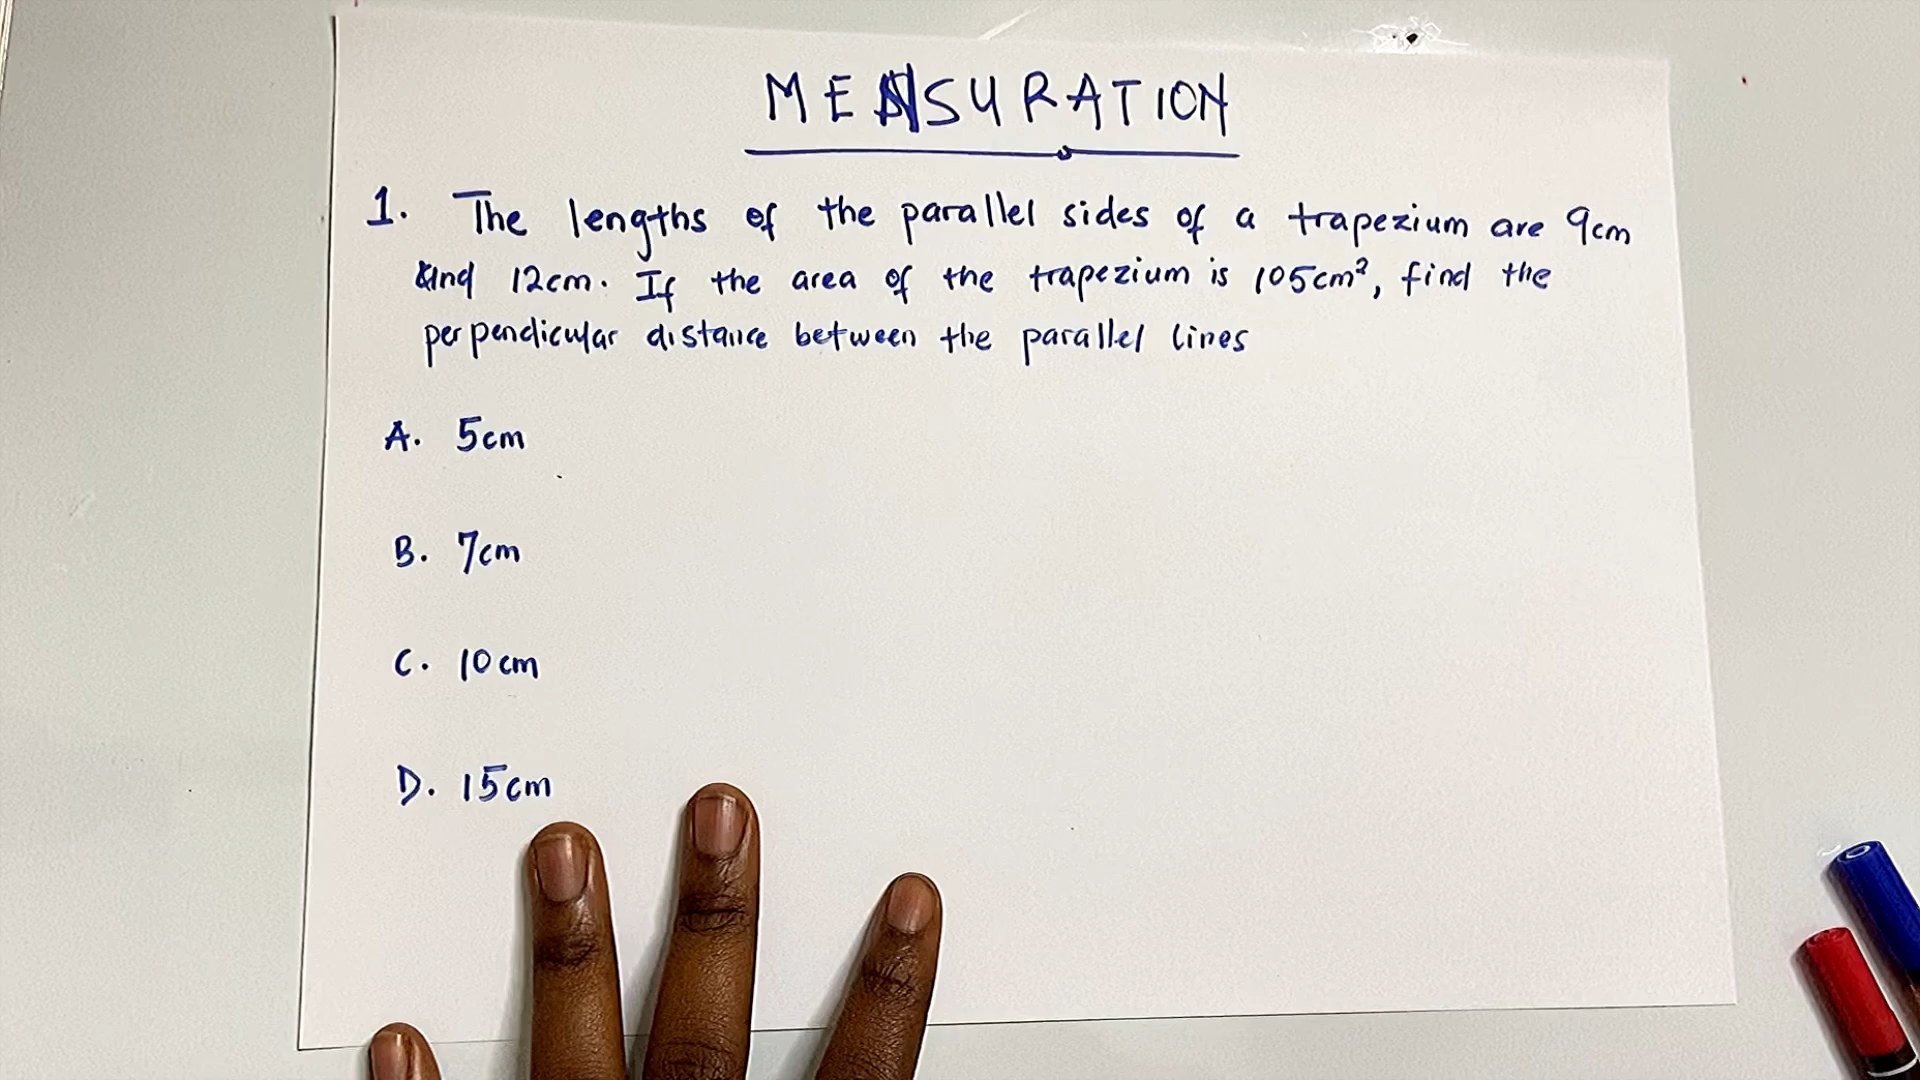 MENSURATION
1. The lengths of the parallel sides of a trapezium are 9cm
and 12cm. If the area of the trapezium is 105cm², find the
perpendicular distance between the parallel lines
A. 5cm
B. 7cm
C. 10cm
D. 15cm